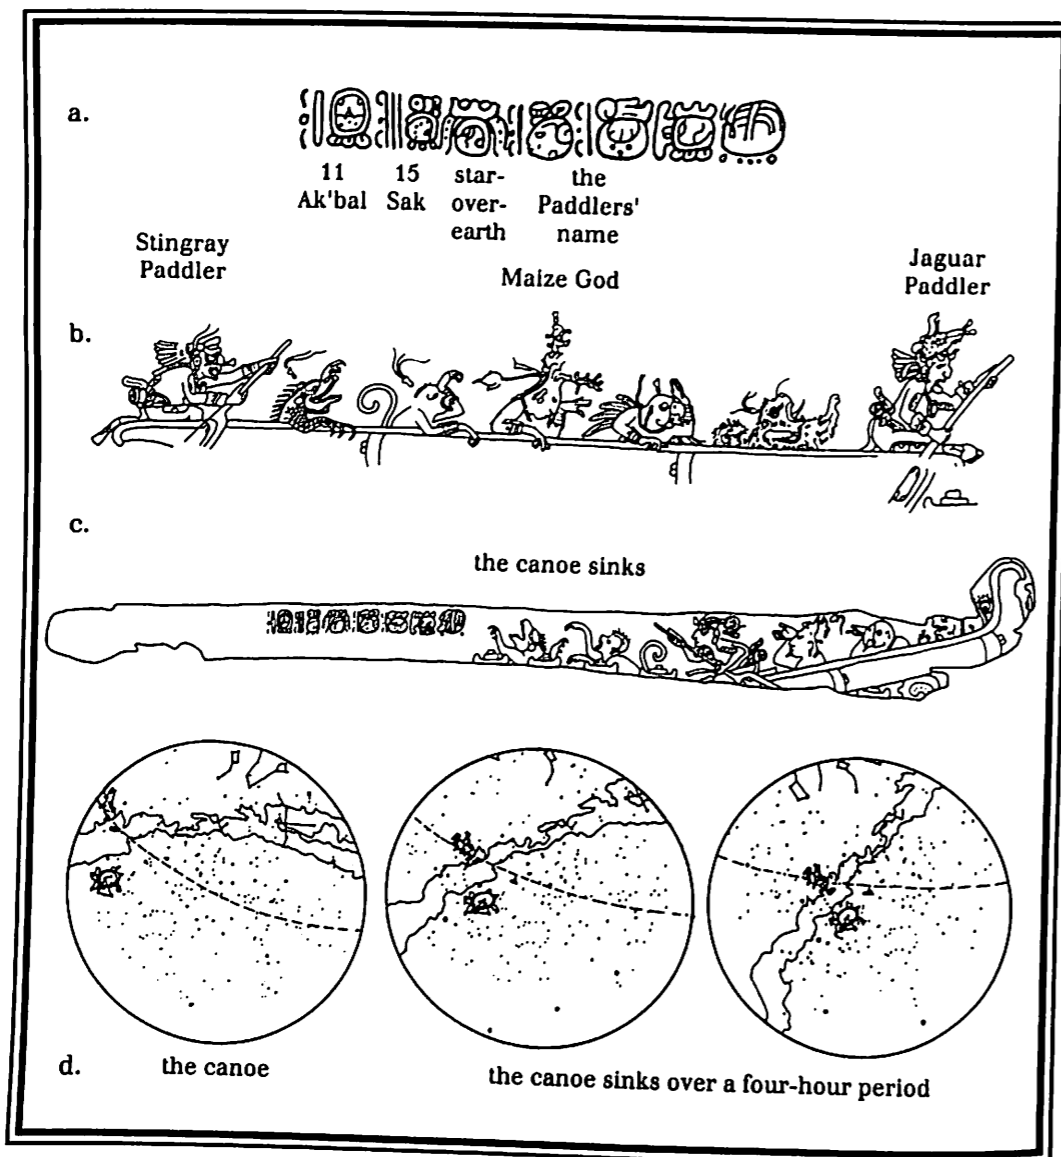 a.
11 15 star- the
Ak'bal Sak over- Paddlers'
earth name
Stingray
Paddler
Maize God
Jaguar
Paddler
b.
c.
the canoe sinks
d.
the canoe
the canoe sinks over a four-hour period